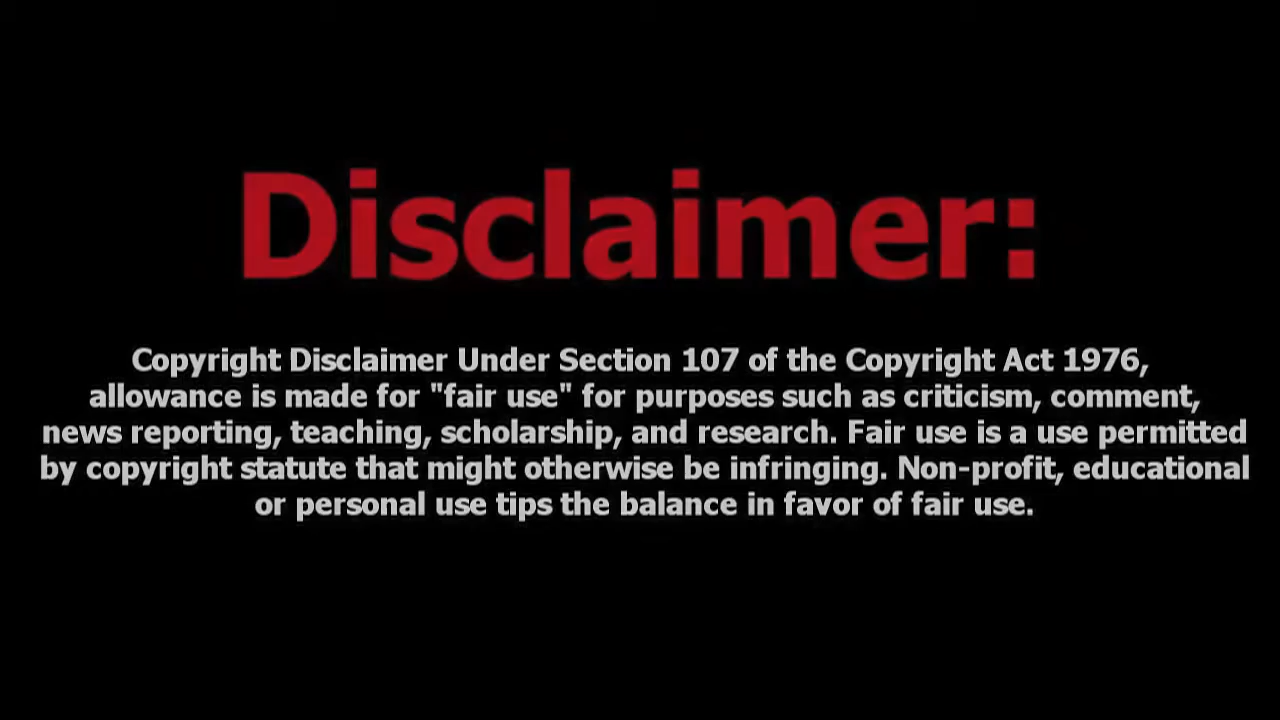 Disclaimer:
Copyright Disclaimer Under Section 107 of the Copyright Act 1976,
allowance is made for "fair use" for purposes such as criticism, comment,
news reporting, teaching, scholarship, and research. Fair use is a use permitted
by copyright statute that might otherwise be infringing. Non-profit, educational
or personal use tips the balance in favor of fair use.